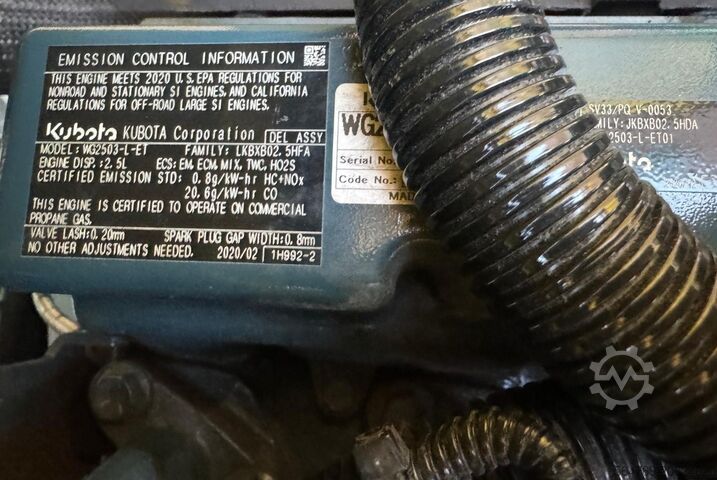 EMISSION CONTROL INFORMATION
THIS ENGINE MEETS 2020 U.S.EPA REGULATIONS FOR
NONROAD AND STATIONARY SI ENGINES, AND CALIFORNIA
REGULATIONS FOR OFF-ROAD LARGE SI ENGINES.
Kubota KUBOTA Corporation DEL ASSY
MODEL: WG2503-L-ET FAMILY: LKBXB02.5HFA
ENGINE DISP.:2.5L ECS: EM, ECM, MIX, TWC, HO2S
CERTIFIED EMISSION STD: 0.8g/kW-hr HC+NOx
20.6g/kW-hr CO
THIS ENGINE IS CERTIFIED TO OPERATE ON COMMERCIAL
PROPANE GAS.
VALVE LASH:0.20mm SPARK PLUG GAP WIDTH:0.8mm
NO OTHER ADJUSTMENTS NEEDED. 2020/02 1H992-2
Serial No.
Code No.:
SV33/PQ V-0053
FAMILY: JKBXB02.5HDA
2503-L-ET01